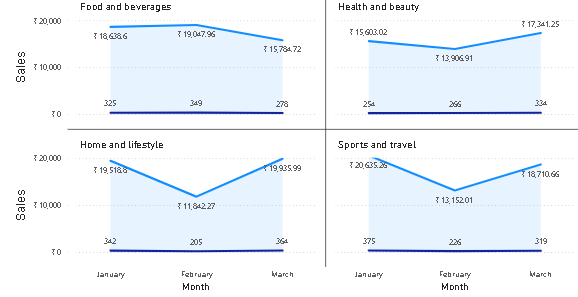 Food and beverages
Health and beauty
Sales
₹ 20,000
₹ 10,000
₹ 0
₹ 18,638.6
₹ 19,047.96
₹ 15,784.72
325
349
278
₹ 15,603.02
₹ 13,906.91
₹ 17,341.25
254
266
334
Home and lifestyle
Sports and travel
Sales
₹ 20,000
₹ 10,000
₹ 0
₹ 19,518.8
₹ 11,842.27
₹ 19,935.99
342
205
364
₹ 20,635.26
₹ 13,152.01
₹ 18,710.66
375
226
319
January
February
March
January
February
March
Month
Month